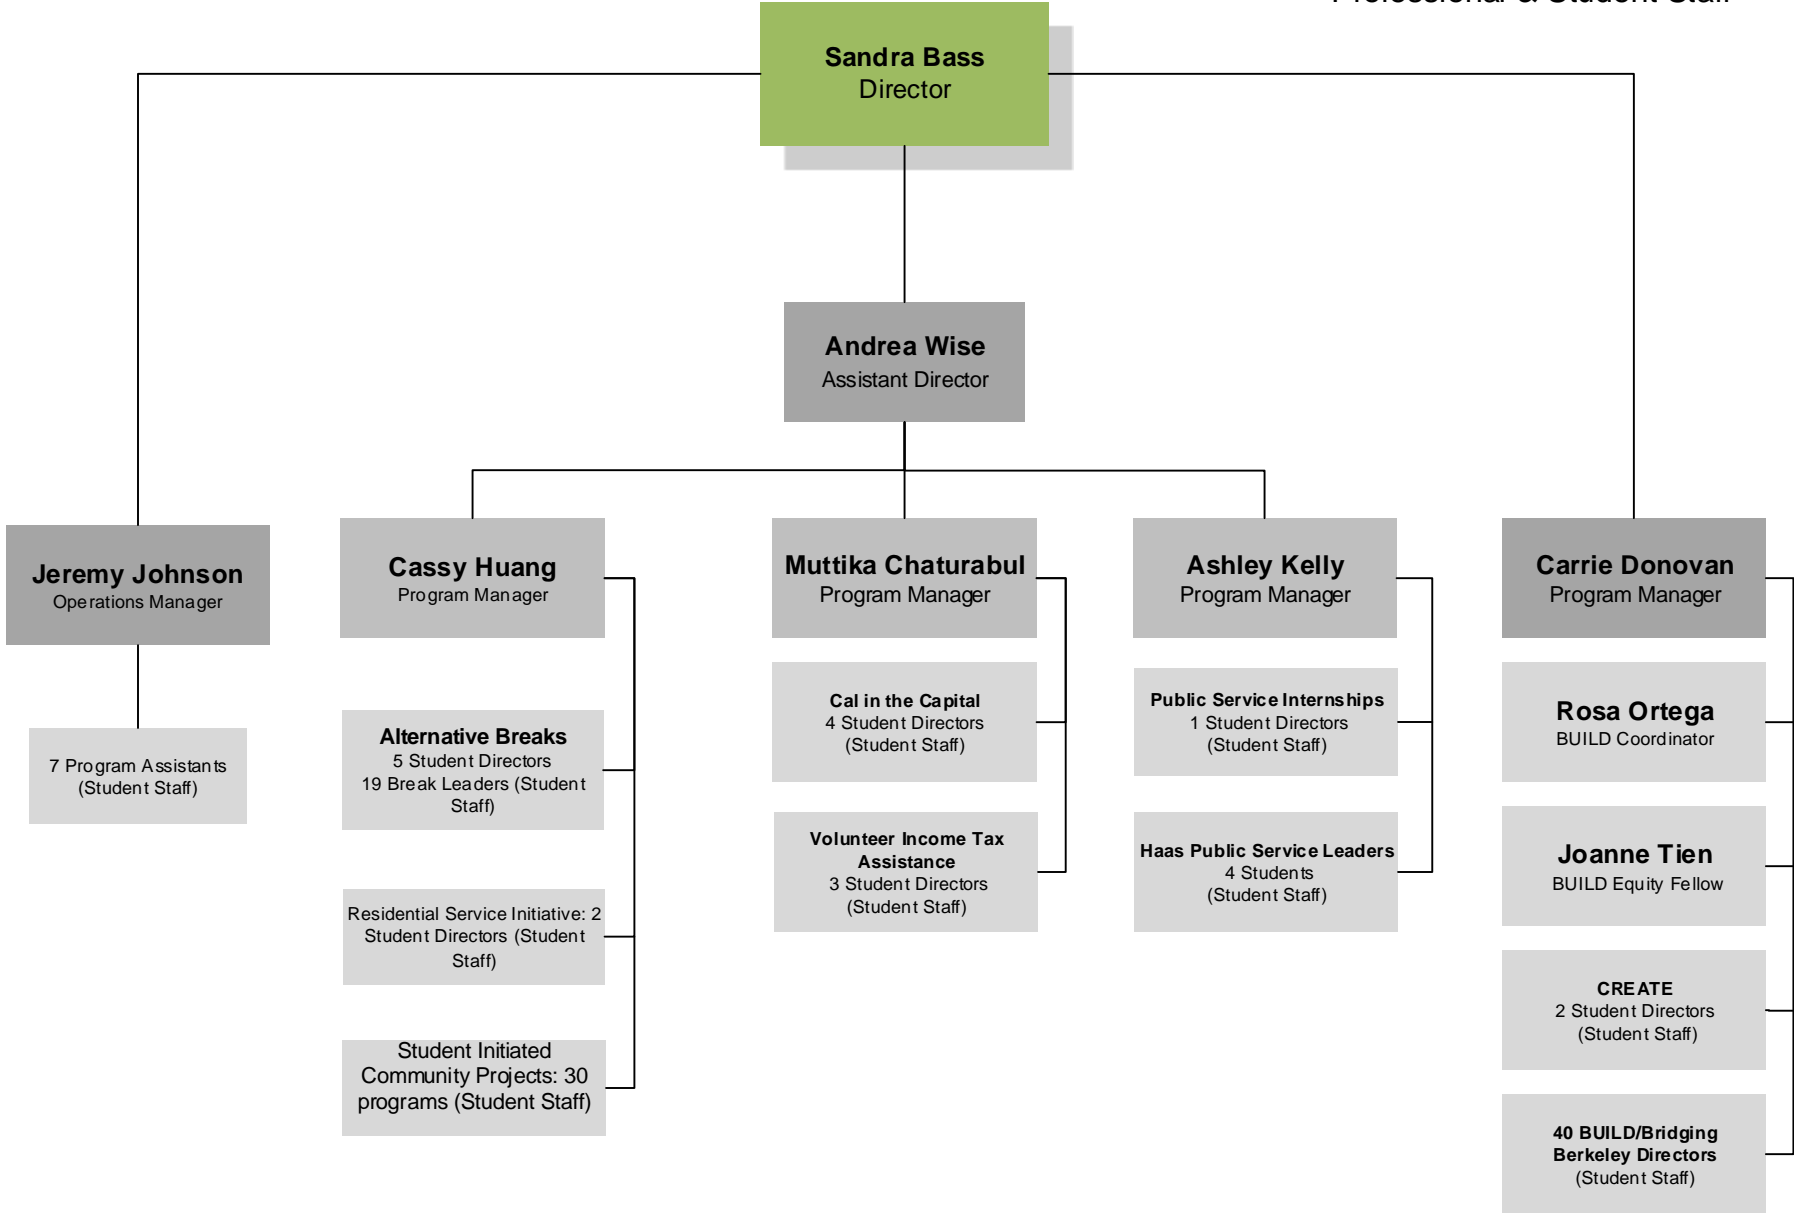 Professional & Student Staff
Sandra Bass
Director
Andrea Wise
Assistant Director
Jeremy Johnson
Operations Manager
7 Program Assistants
(Student Staff)
Cassy Huang
Program Manager
Alternative Breaks
5 Student Directors
19 Break Leaders (Student
Staff)
Residential Service Initiative: 2
Student Directors (Student
Staff)
Student Initiated
Community Projects: 30
programs (Student Staff)
Muttika Chaturabul
Program Manager
Cal in the Capital
4 Student Directors
(Student Staff)
Volunteer Income Tax
Assistance
3 Student Directors
(Student Staff)
Ashley Kelly
Program Manager
Public Service Internships
1 Student Directors
(Student Staff)
Haas Public Service Leaders
4 Students
(Student Staff)
Carrie Donovan
Program Manager
Rosa Ortega
BUILD Coordinator
Joanne Tien
BUILD Equity Fellow
CREATE
2 Student Directors
(Student Staff)
40 BUILD/Bridging
Berkeley Directors
(Student Staff)